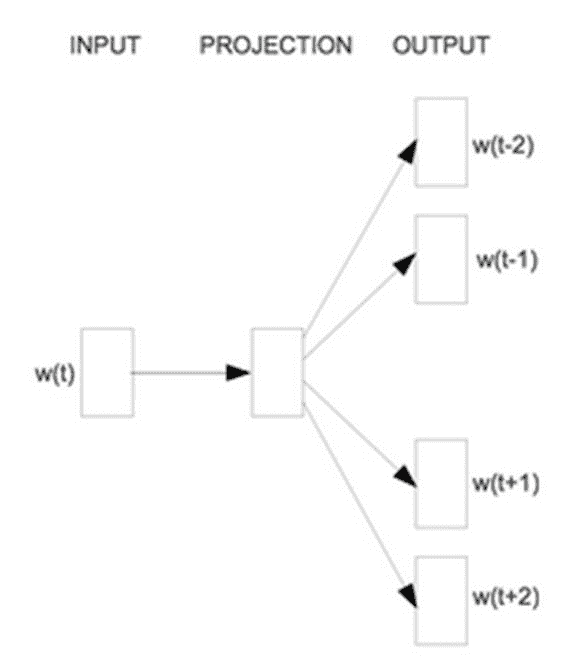 INPUT PROJECTION OUTPUT
w(t-2)
w(t-1)
w(t)
w(t+1)
w(t+2)